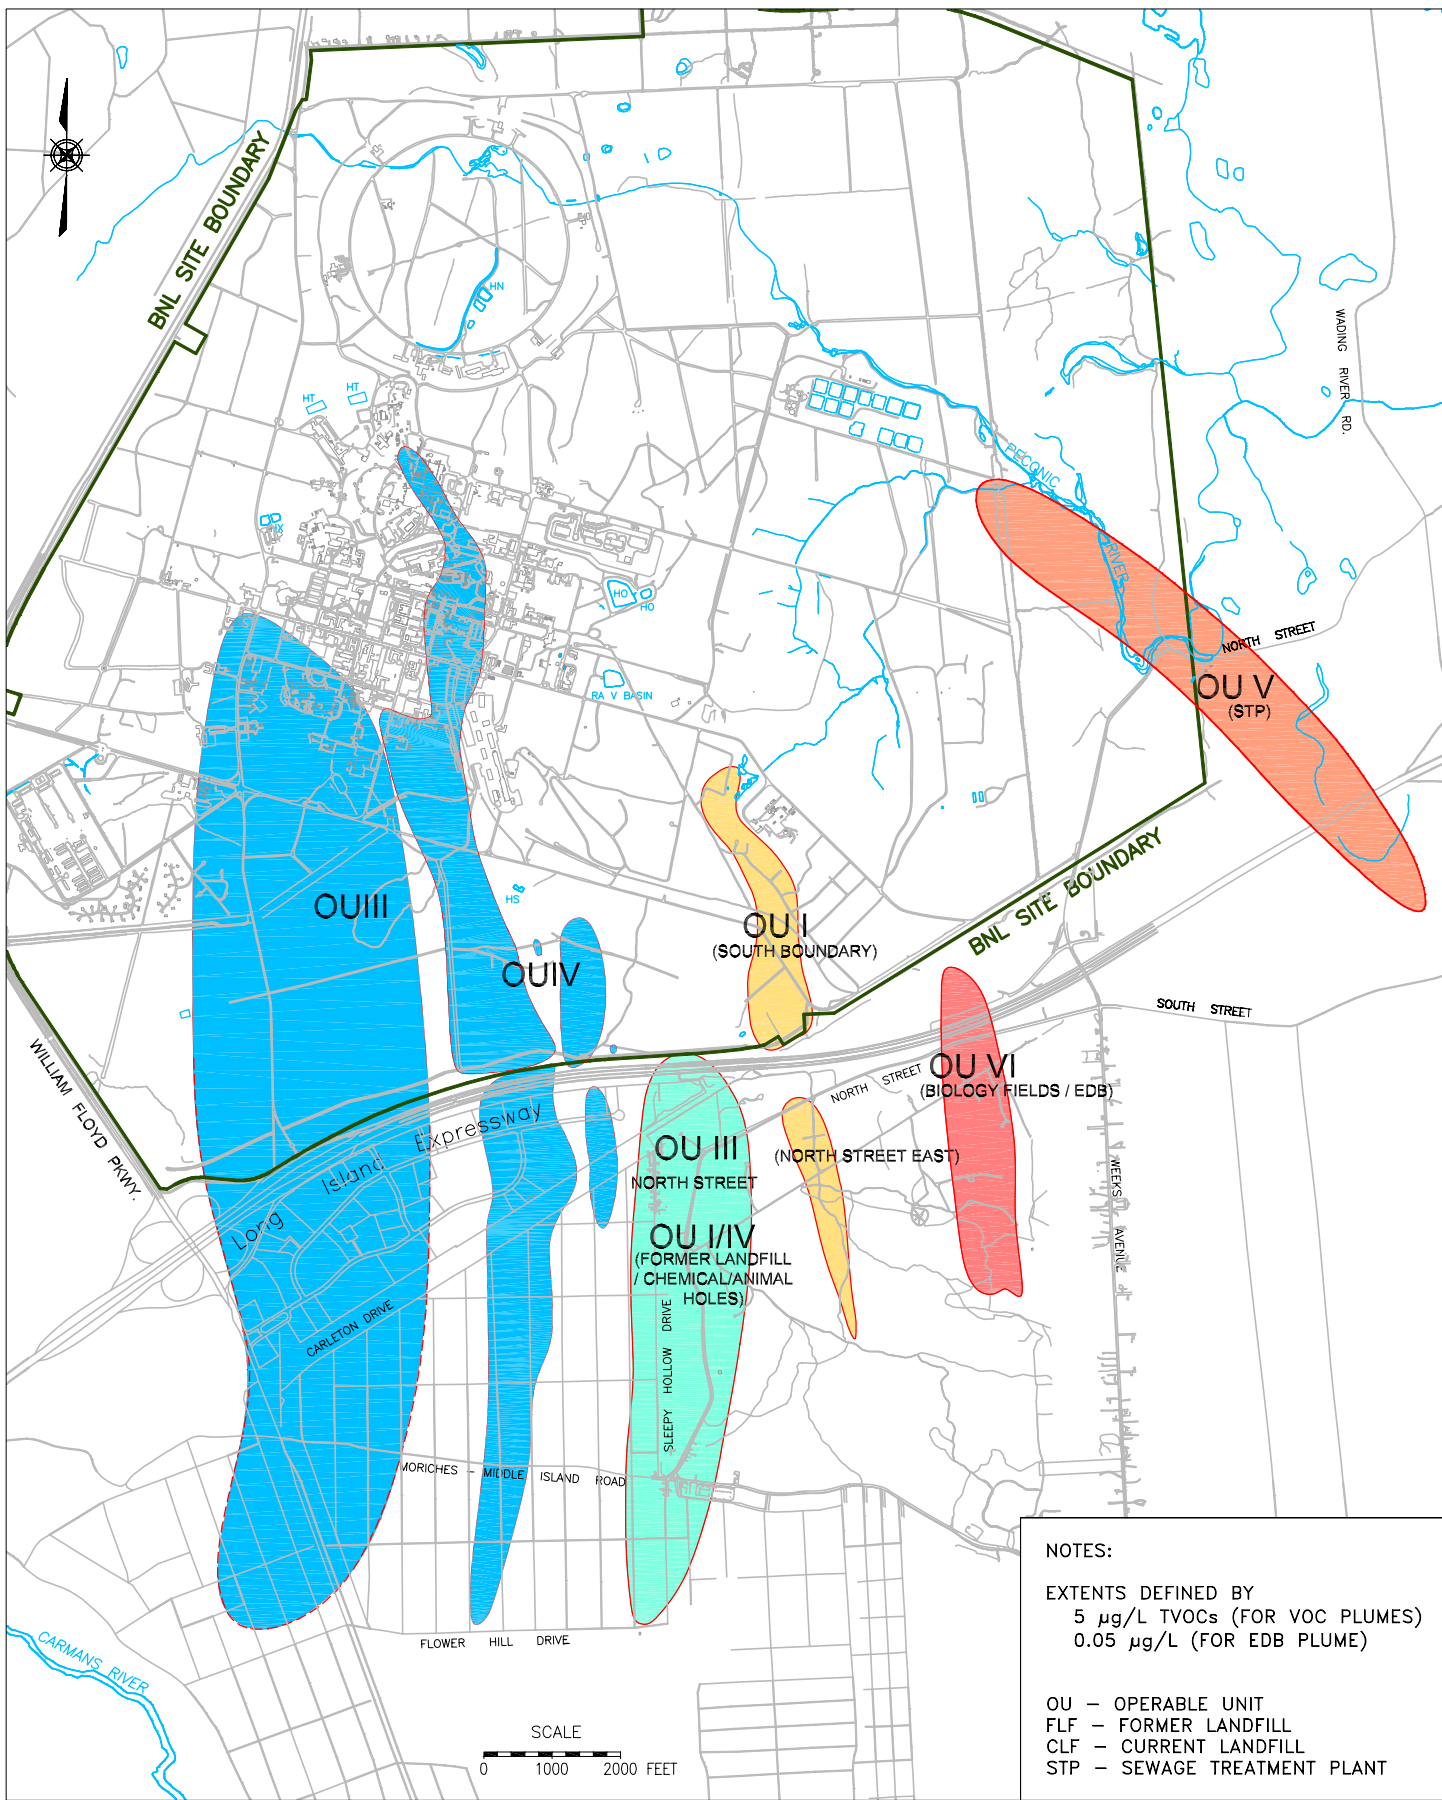 BNL SITE BOUNDARY
HN
HT
HT
WADING RIVER RD.
PECONIC
RIVER
HX
HO
HO
NORTH STREET
RA V BASIN
OU V
(STP)
BNL SITE BOUNDARY
HS
OUIII
OU I
(SOUTH BOUNDARY)
OUIV
SOUTH STREET
WILLIAM FLOYD PKWY.
NORTH STREET
OU VI
(BIOLOGY FIELDS / EDB)
Long Island Expressway
OU III
NORTH STREET
(NORTH STREET EAST)
WEEKS AVENUE
OU I/IV
(FORMER LANDFILL
/ CHEMICAL/ANIMAL
HOLES)
CARLETON DRIVE
SLEEPY HOLLOW DRIVE
MORICHES - MIDDLE ISLAND ROAD
FLOWER HILL DRIVE
CARMANS RIVER
SCALE
0 1000 2000 FEET
NOTES:
EXTENTS DEFINED BY
5 µg/L TVOCs (FOR VOC PLUMES)
0.05 µg/L (FOR EDB PLUME)
OU – OPERABLE UNIT
FLF – FORMER LANDFILL
CLF – CURRENT LANDFILL
STP – SEWAGE TREATMENT PLANT